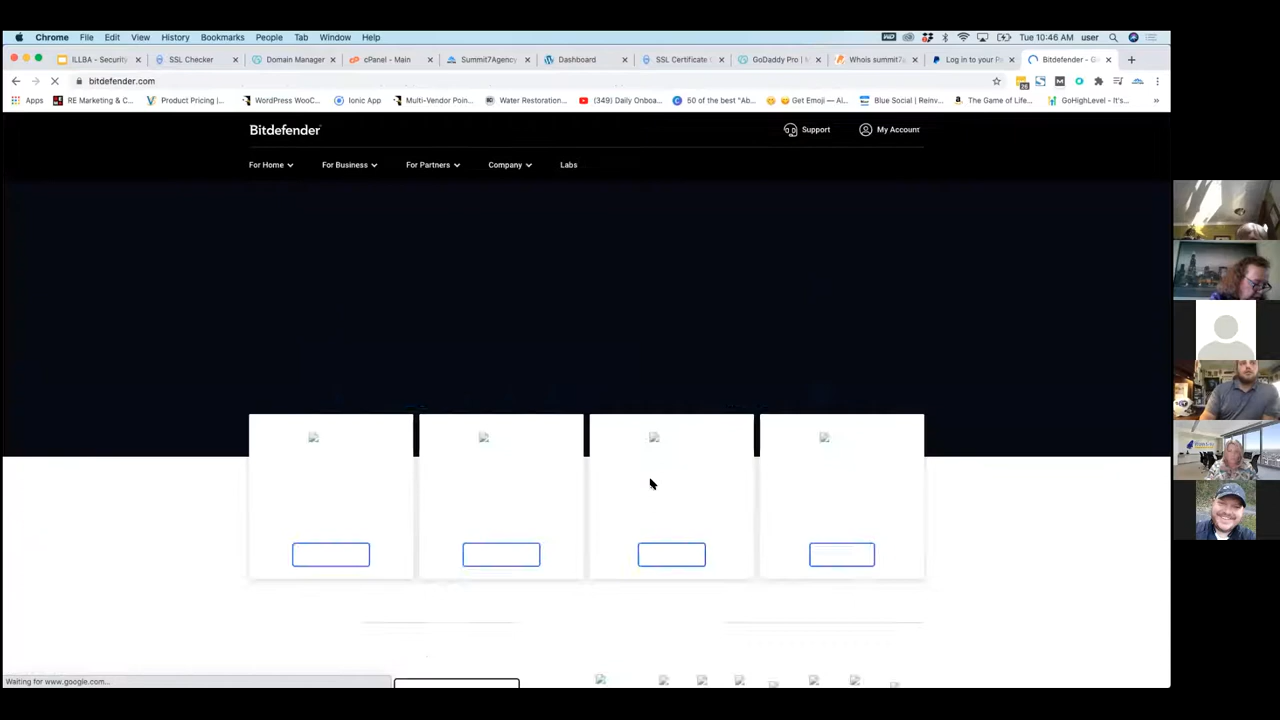 Chrome File Edit View History Bookmarks People Tab Window Help Tue 10:46 AM user
ILLBA - Security SSL Checker Domain Manager cPanel - Main Summit7Agency Dashboard SSL Certificate GoDaddy Pro | M Whois summit7a Log in to your P Bitdefender - G
bitdefender.com
Apps RE Marketing & C... Product Pricing |... WordPress WooC... Ionic App Multi-Vendor Poin... Water Restoration... (349) Daily Onboa... 50 of the best "Ab... Get Emoji — Al... Blue Social | Reinv... The Game of Life... GoHighLevel - It's... »
Bitdefender
Support My Account
For Home For Business For Partners Company Labs
Waiting for www.google.com...